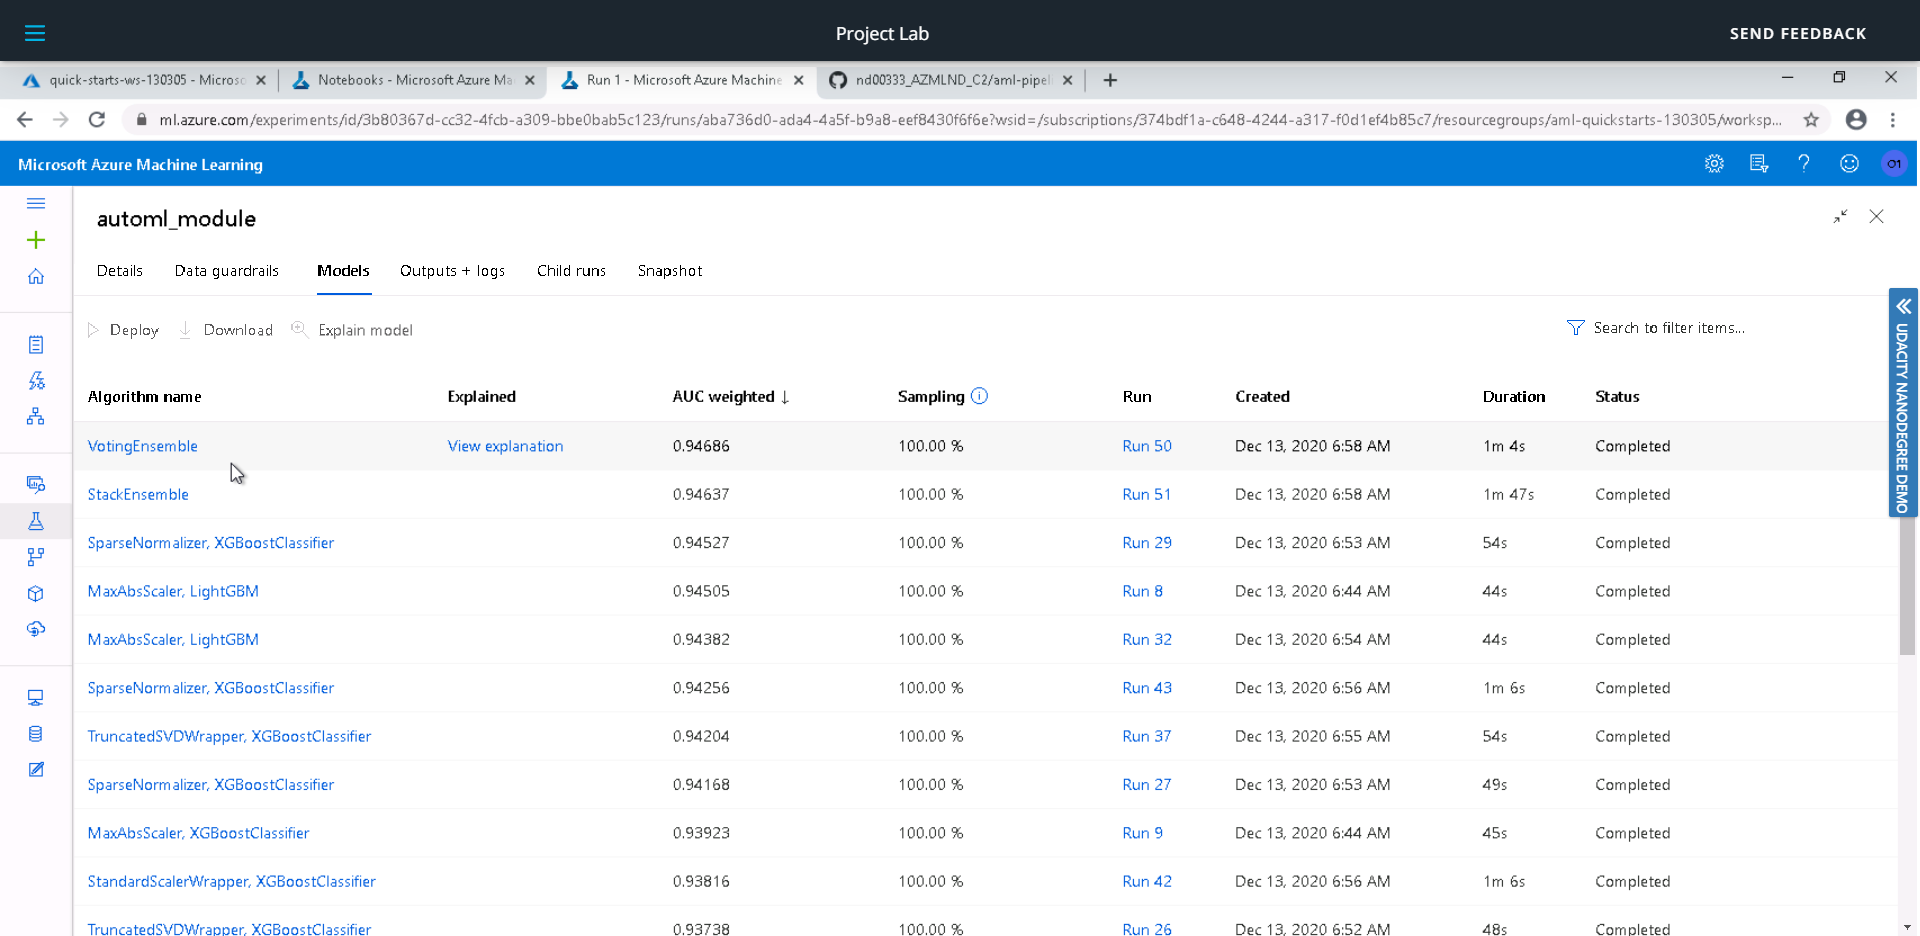 Project Lab
SEND FEEDBACK
quick-starts-ws-130305 - Microso
Notebooks - Microsoft Azure Ma
Run 1 - Microsoft Azure Machine
nd00333_AZMLND_C2/aml-pipeli
ml.azure.com/experiments/id/3b80367d-cc32-4fcb-a309-bbe0bab5c123/runs/aba736d0-ada4-4a5f-b9a8-eef8430f6f6e?wsid=/subscriptions/374bdf1a-c648-4244-a317-f0d1ef4b85c7/resourcegroups/aml-quickstarts-130305/worksp...
Microsoft Azure Machine Learning
O1
automl_module
Details Data guardrails Models Outputs + logs Child runs Snapshot
Deploy Download Explain model
Search to filter items...
UDACITY NANODEGREE DEMO
Algorithm name Explained AUC weighted ↓ Sampling Run Created Duration Status
VotingEnsemble View explanation 0.94686 100.00 % Run 50 Dec 13, 2020 6:58 AM 1m 4s Completed
StackEnsemble 0.94637 100.00 % Run 51 Dec 13, 2020 6:58 AM 1m 47s Completed
SparseNormalizer, XGBoostClassifier 0.94527 100.00 % Run 29 Dec 13, 2020 6:53 AM 54s Completed
MaxAbsScaler, LightGBM 0.94505 100.00 % Run 8 Dec 13, 2020 6:44 AM 44s Completed
MaxAbsScaler, LightGBM 0.94382 100.00 % Run 32 Dec 13, 2020 6:54 AM 44s Completed
SparseNormalizer, XGBoostClassifier 0.94256 100.00 % Run 43 Dec 13, 2020 6:56 AM 1m 6s Completed
TruncatedSVDWrapper, XGBoostClassifier 0.94204 100.00 % Run 37 Dec 13, 2020 6:55 AM 54s Completed
SparseNormalizer, XGBoostClassifier 0.94168 100.00 % Run 27 Dec 13, 2020 6:53 AM 49s Completed
MaxAbsScaler, XGBoostClassifier 0.93923 100.00 % Run 9 Dec 13, 2020 6:44 AM 45s Completed
StandardScalerWrapper, XGBoostClassifier 0.93816 100.00 % Run 42 Dec 13, 2020 6:56 AM 1m 6s Completed
TruncatedSVDWrapper, XGBoostClassifier 0.93738 100.00 % Run 26 Dec 13, 2020 6:52 AM 48s Completed